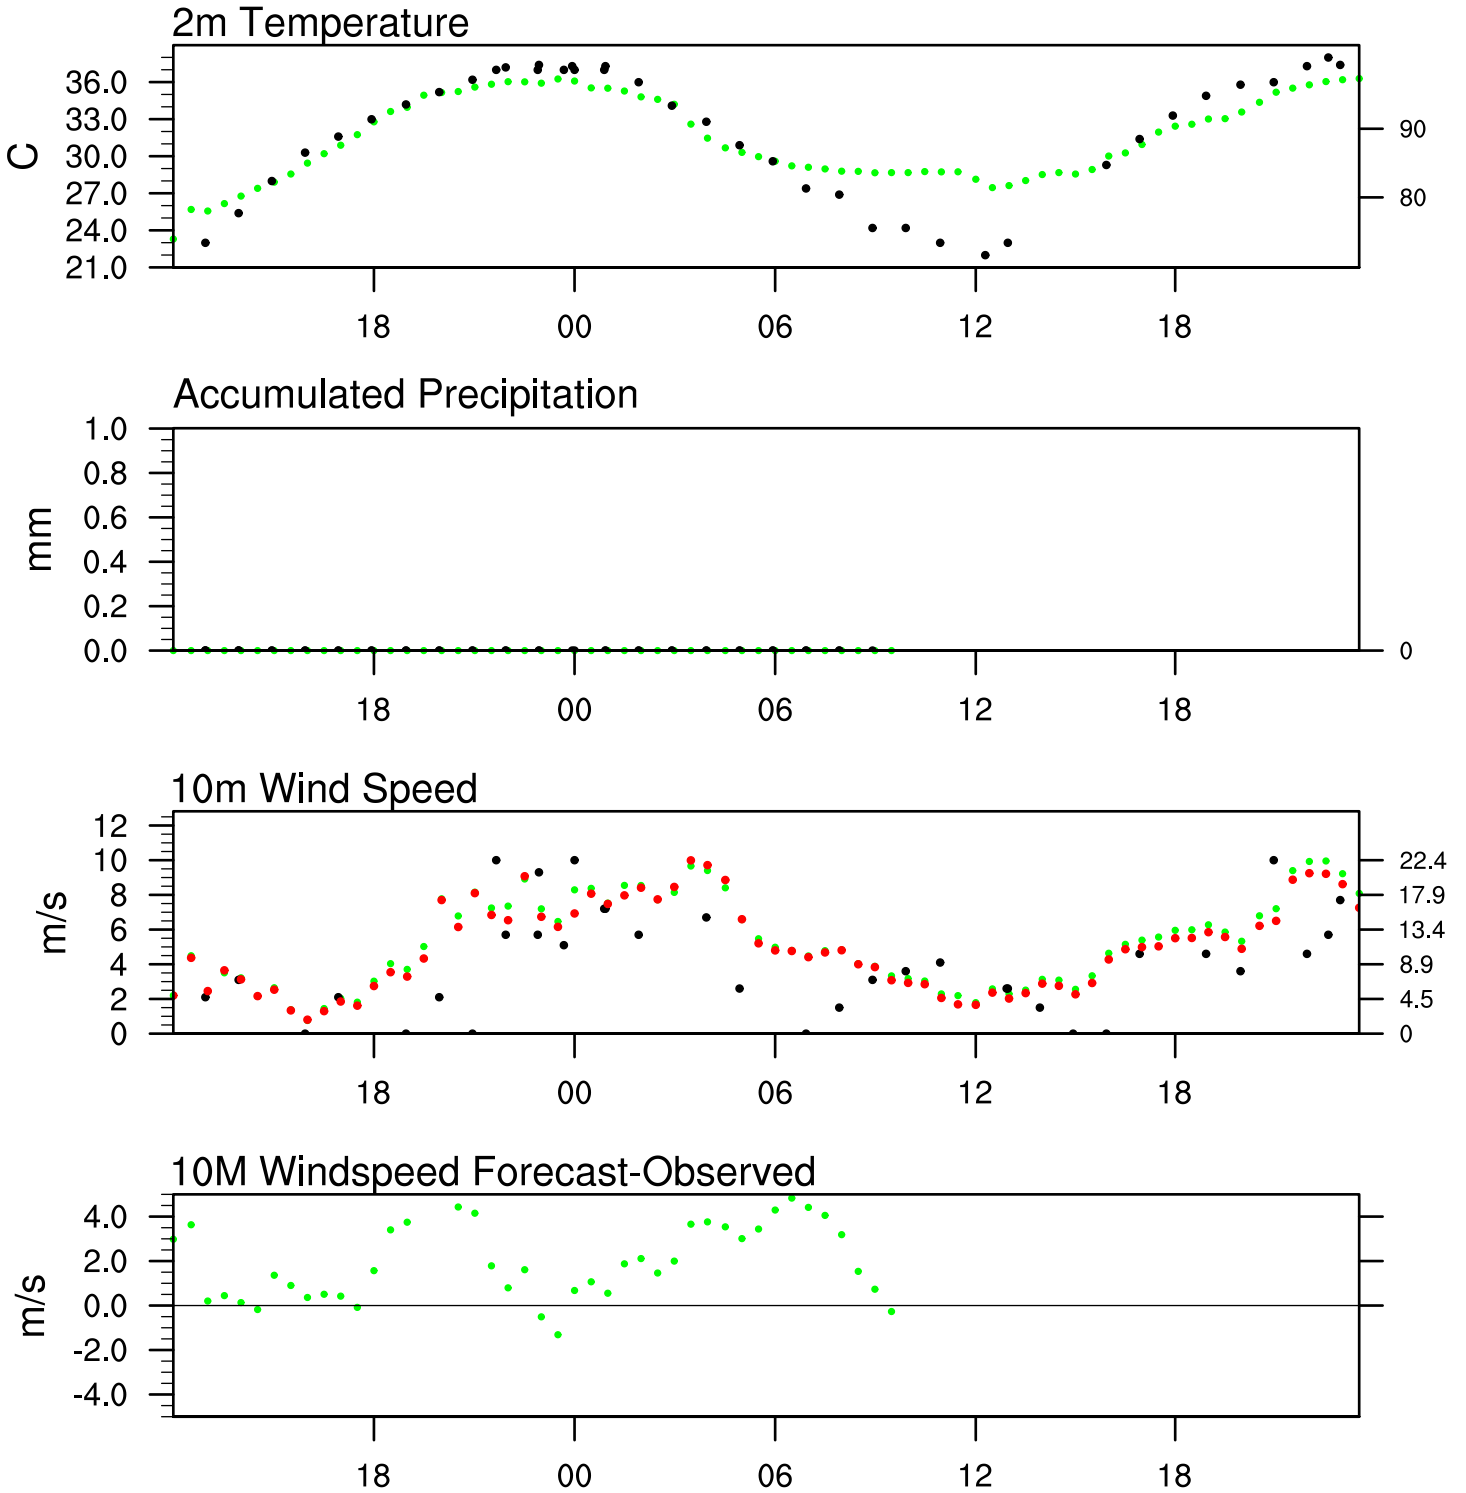 2m Temperature
36.0
33.0
30.0
27.0
24.0
21.0
C
90
80
18 00 06 12 18
Accumulated Precipitation
1.0
0.8
0.6
0.4
0.2
0.0
mm
0
18 00 06 12 18
10m Wind Speed
12
10
8
6
4
2
0
m/s
22.4
17.9
13.4
8.9
4.5
0
18 00 06 12 18
10M Windspeed Forecast-Observed
4.0
2.0
0.0
-2.0
-4.0
m/s
18 00 06 12 18